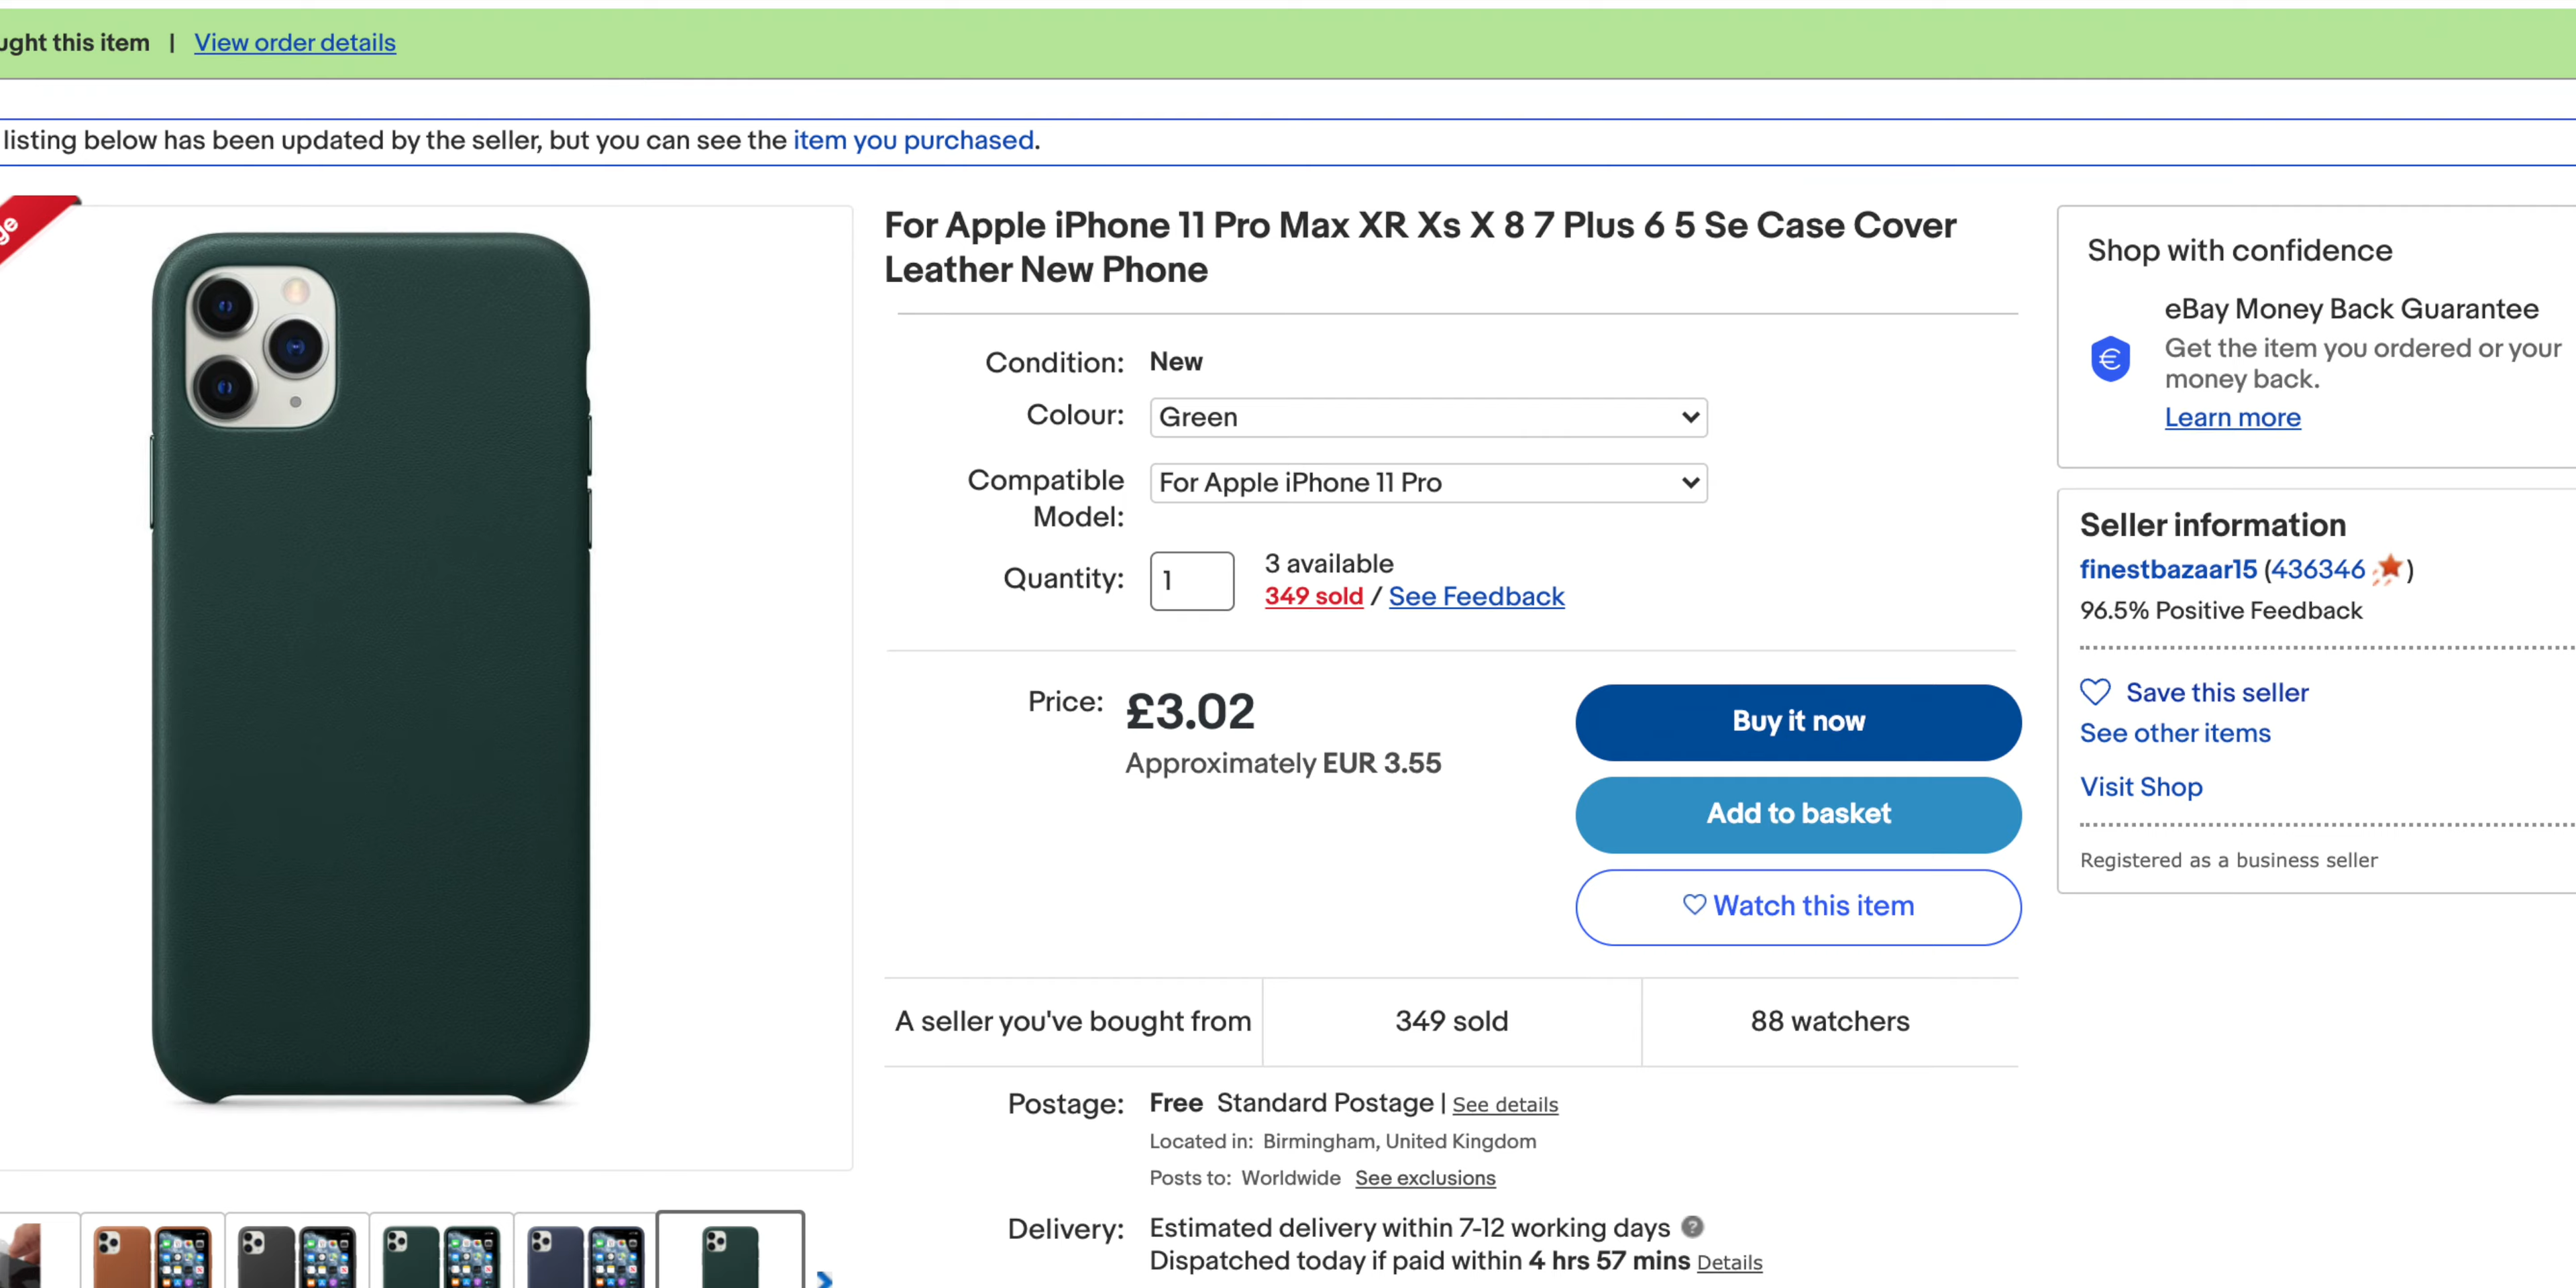 this item | View order details
listing below has been updated by the seller, but you can see the item you purchased.
For Apple iPhone 11 Pro Max XR Xs X 8 7 Plus 6 5 Se Case Cover
Leather New Phone
Condition: New
Colour: Green
Compatible Model: For Apple iPhone 11 Pro
Quantity: 1
3 available
349 sold / See Feedback
Price: £3.02
Approximately EUR 3.55
Buy it now
Add to basket
Watch this item
A seller you've bought from
349 sold
88 watchers
Postage: Free Standard Postage | See details
Located in: Birmingham, United Kingdom
Posts to: Worldwide See exclusions
Delivery: Estimated delivery within 7-12 working days ?
Dispatched today if paid within 4 hrs 57 mins Details
Shop with confidence
eBay Money Back Guarantee
Get the item you ordered or your
money back.
Learn more
Seller information
finestbazaar15 (436346)
96.5% Positive Feedback
Save this seller
See other items
Visit Shop
Registered as a business seller